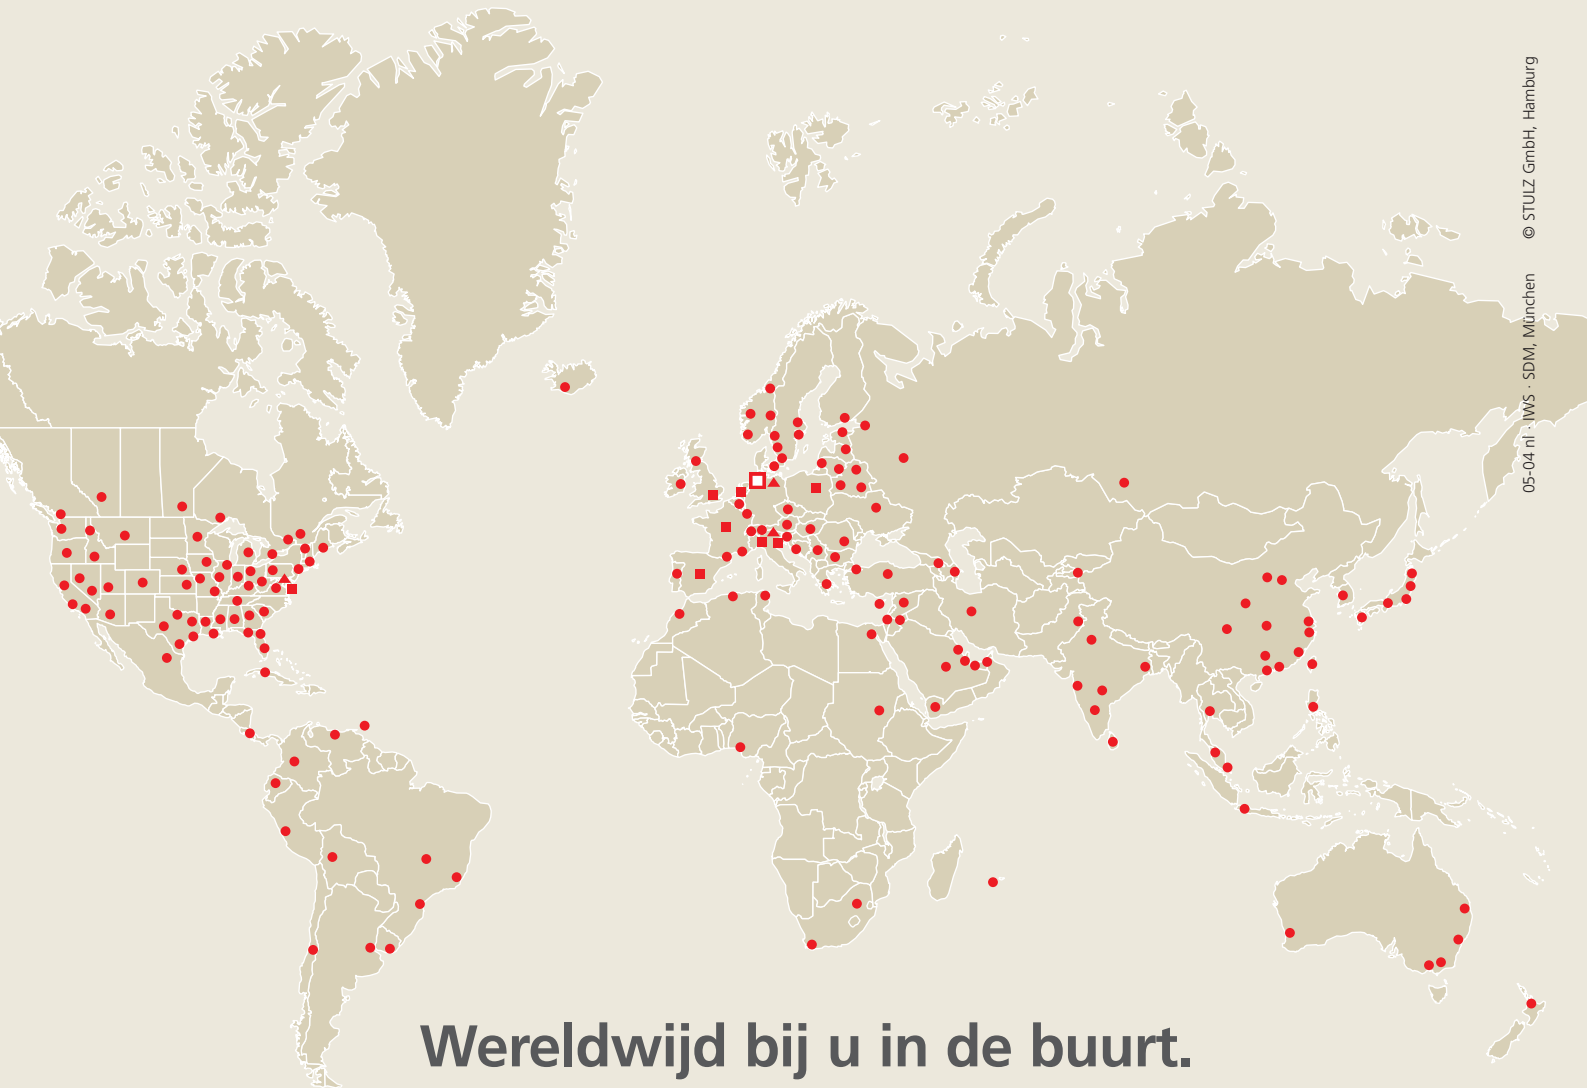 05-04 nl · IWS · SDM, München © STULZ GmbH, Hamburg
Wereldwijd bij u in de buurt.